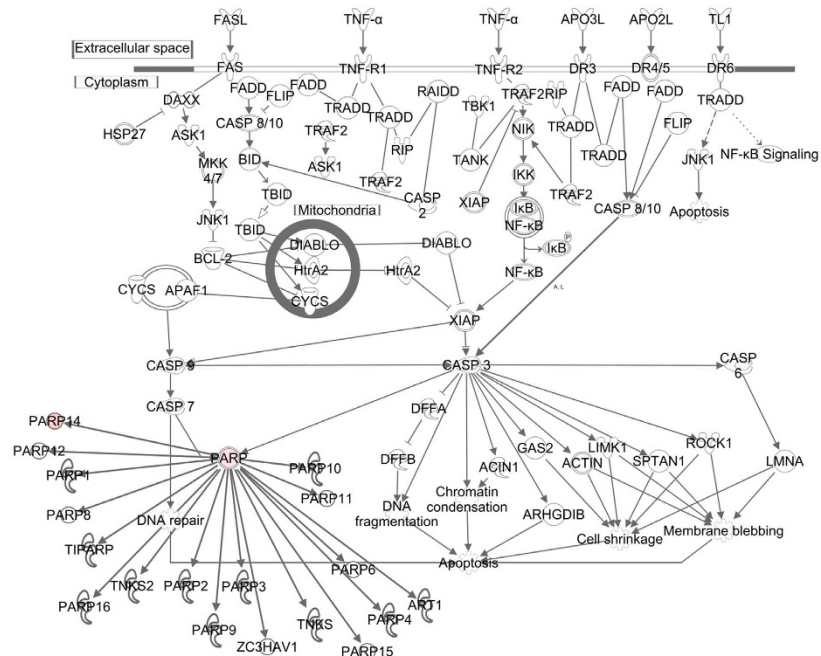 FASL TNF-α TNF-α APO3L APO2L TL1
Extracellular space
FAS TNF-R1 TNF-R2 DR3 DR4/5 DR6
Cytoplasm
DAXX FADD FLIP FADD TRADD RAIDD TBK1 TRAF2 RIP FADD FADD TRADD
HSP27 ASK1 CASP 8/10 TRAF2 TRADD NIK TRADD FLIP
MKK 4/7 BID ASK1 RIP TANK TRADD JNK1 NF-κB Signaling
TBID TRAF2 CASP 2 XIAP IKK TRAF2 CASP 8/10 Apoptosis
JNK1 Mitochondria IκB
TBID NF-κB
BCL-2 DIABLO DIABLO IκB P
HtrA2 HtrA2 NF-κB
CYCS APAF1 CYCS A, L
XIAP
CASP 9 CASP 3 CASP 6
CASP 7 DFFA
PARP14 GAS2 LIMK1 ROCK1
PARP12 PARP PARP10 DFFB ACIN1 ACTIN SPTAN1 LMNA
PARP1 PARP11 Chromatin condensation
PARP8 DNA repair DNA fragmentation ARHGDIB
TIPARP Cell shrinkage Membrane blebbing
TNKS2 PARP2 PARP3 PARP6 Apoptosis
PARP16 PARP9 TNKS PARP4 ART1
ZC3HAV1 PARP15